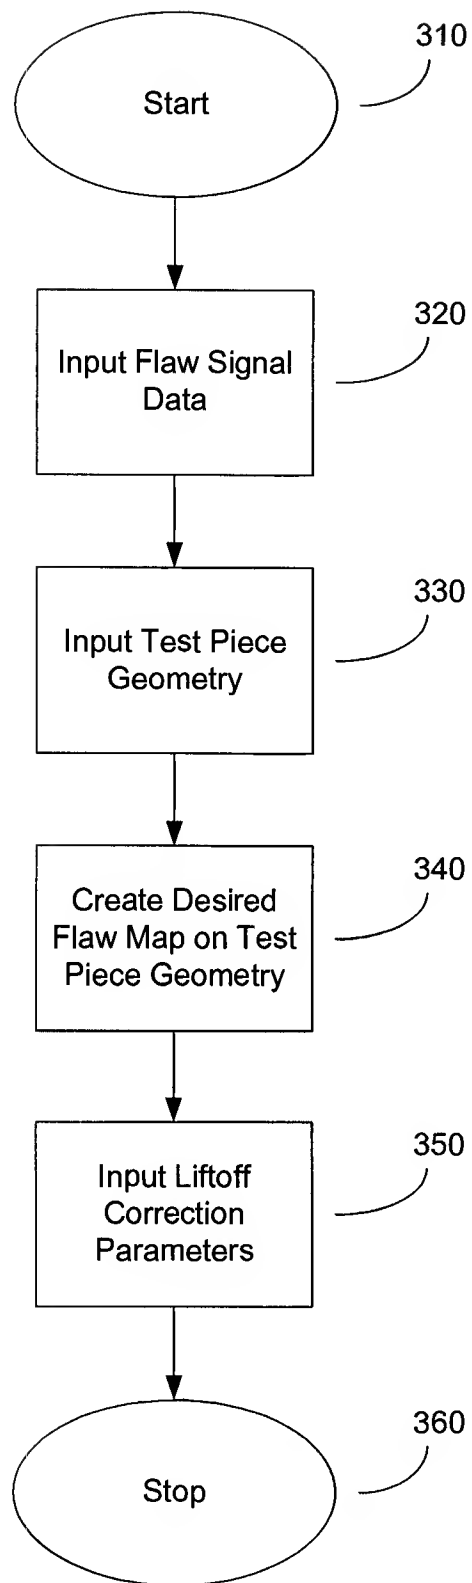 310
Start
320
Input Flaw Signal
Data
330
Input Test Piece
Geometry
340
Create Desired
Flaw Map on Test
Piece Geometry
350
Input Liftoff
Correction
Parameters
360
Stop